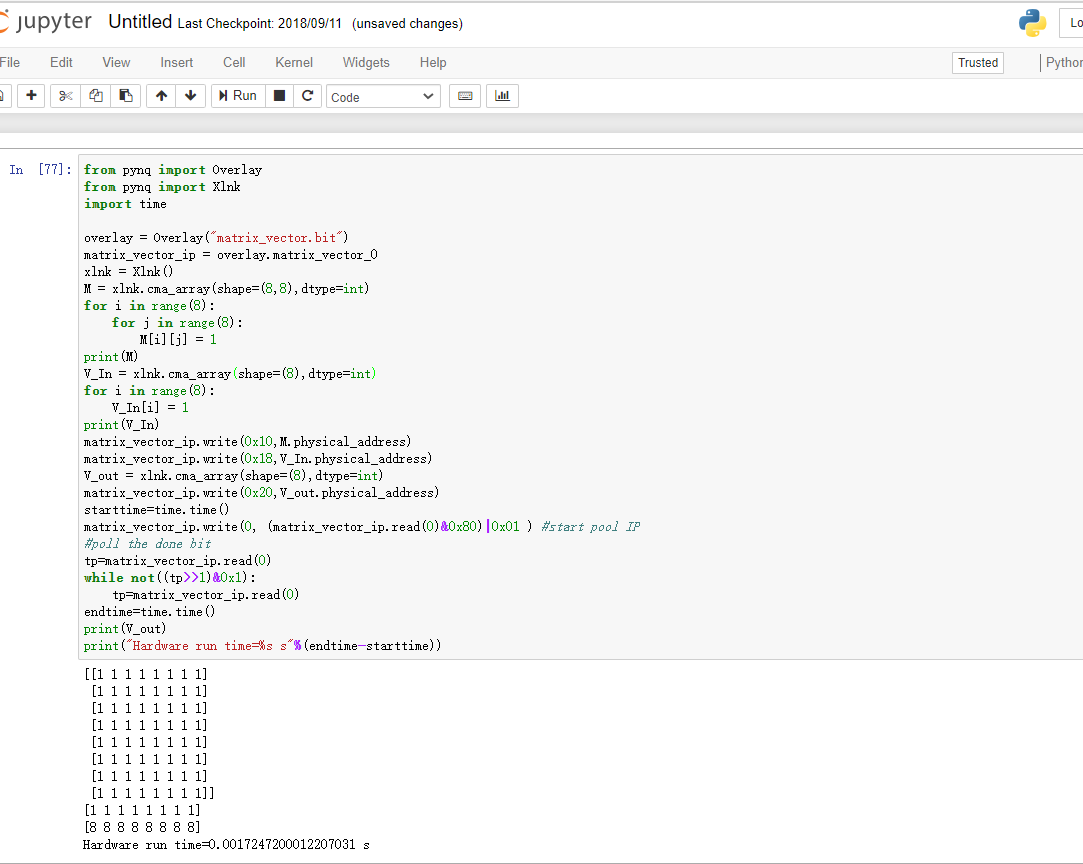 jupyter Untitled Last Checkpoint: 2018/09/11 (unsaved changes)
File Edit View Insert Cell Kernel Widgets Help Trusted
Run Code
In [77]:
from pynq import Overlay
from pynq import Xlnk
import time
overlay = Overlay("matrix_vector.bit")
matrix_vector_ip = overlay.matrix_vector_0
xlnk = Xlnk()
M = xlnk.cma_array(shape=(8,8),dtype=int)
for i in range(8):
    for j in range(8):
        M[i][j] = 1
print(M)
V_In = xlnk.cma_array(shape=(8),dtype=int)
for i in range(8):
    V_In[i] = 1
print(V_In)
matrix_vector_ip.write(0x10,M.physical_address)
matrix_vector_ip.write(0x18,V_In.physical_address)
V_out = xlnk.cma_array(shape=(8),dtype=int)
matrix_vector_ip.write(0x20,V_out.physical_address)
starttime=time.time()
matrix_vector_ip.write(0, (matrix_vector_ip.read(0)&0x80)|0x01 ) #start pool IP
#poll the done bit
tp=matrix_vector_ip.read(0)
while not((tp>>1)&0x1):
    tp=matrix_vector_ip.read(0)
endtime=time.time()
print(V_out)
print("Hardware run time=%s s"%(endtime-starttime))
[[1 1 1 1 1 1 1 1]
 [1 1 1 1 1 1 1 1]
 [1 1 1 1 1 1 1 1]
 [1 1 1 1 1 1 1 1]
 [1 1 1 1 1 1 1 1]
 [1 1 1 1 1 1 1 1]
 [1 1 1 1 1 1 1 1]
 [1 1 1 1 1 1 1 1]]
[1 1 1 1 1 1 1 1]
[8 8 8 8 8 8 8 8]
Hardware run time=0.0017247200012207031 s